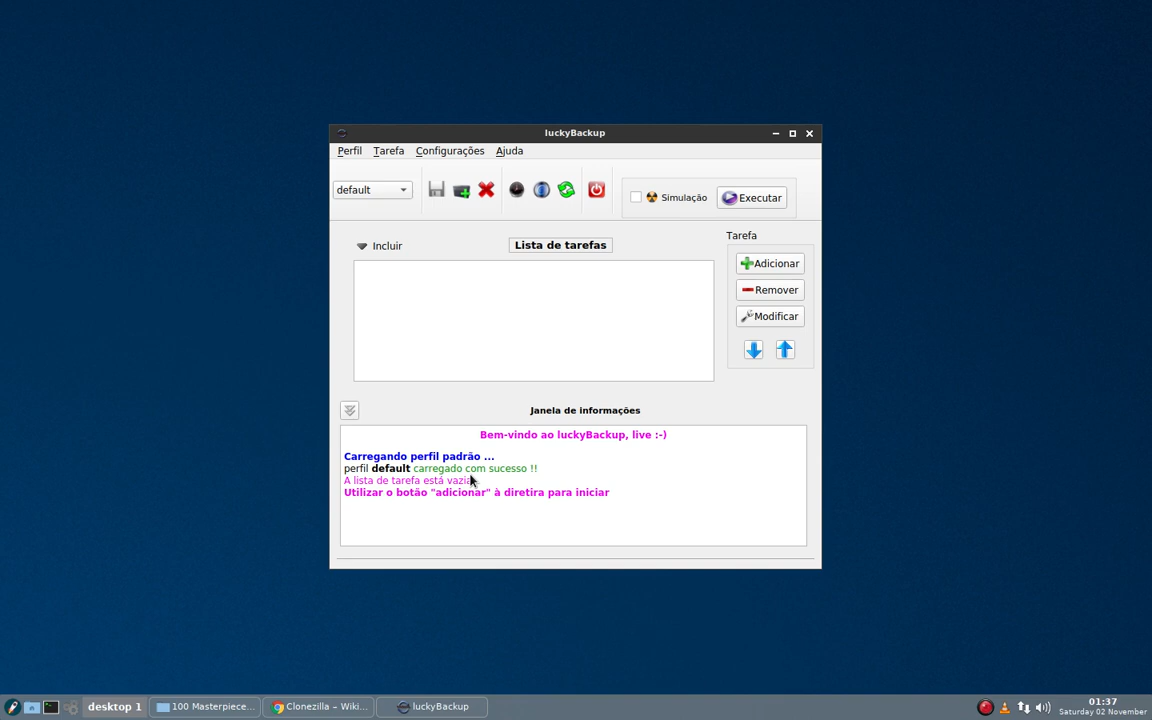 luckyBackup
Perfil Tarefa Configurações Ajuda
default Simulação Executar
Tarefa
Incluir Lista de tarefas
Adicionar
Remover
Modificar
Janela de informações
Bem-vindo ao luckyBackup, live :-)
Carregando perfil padrão ...
perfil default carregado com sucesso !!
A lista de tarefa está vazia
Utilizar o botão "adicionar" à diretira para iniciar
desktop 1 100 Masterpiece... Clonezilla – Wiki... luckyBackup
01:37
Saturday 02 November